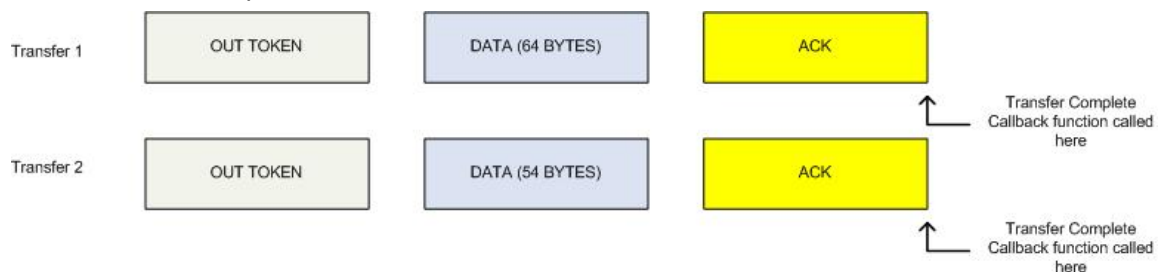 Transfer 1
OUT TOKEN
DATA (64 BYTES)
ACK
Transfer Complete
Callback function called
here
Transfer 2
OUT TOKEN
DATA (54 BYTES)
ACK
Transfer Complete
Callback function called
here